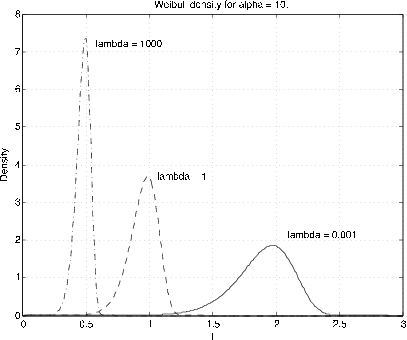 Weibull density for alpha = 10.
8
7
6
5
4
3
2
1
0
Density
lambda = 1000
lambda = 1
lambda = 0.001
0 0.5 1 1.5 2 2.5 3
t